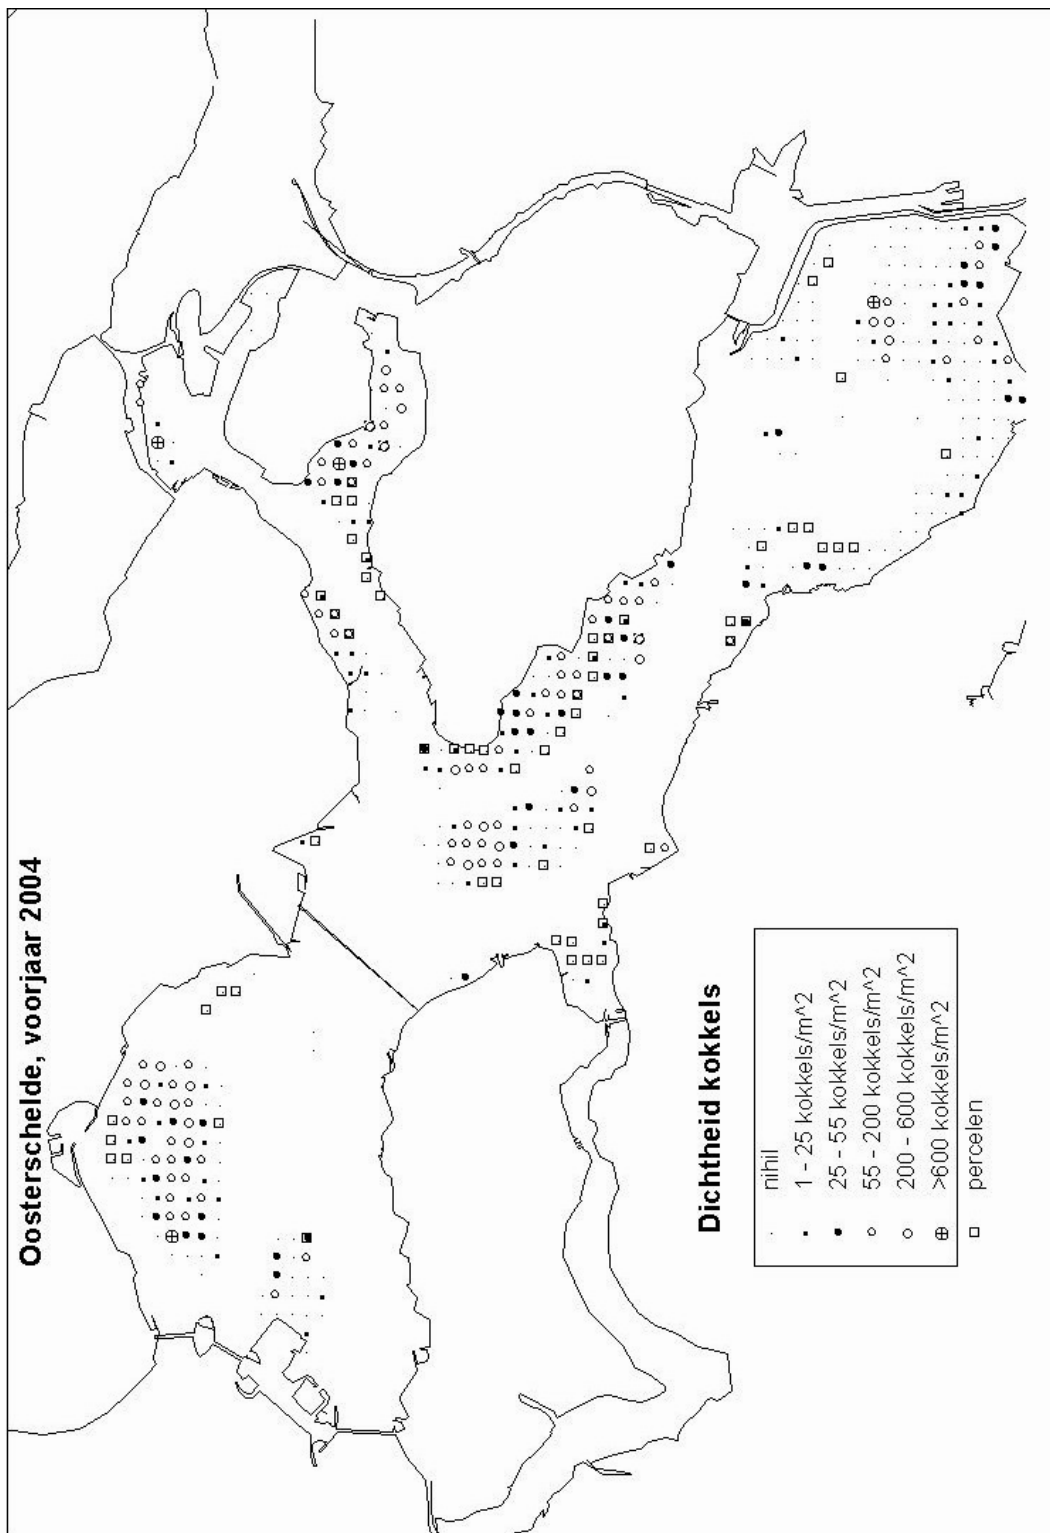 Oosterschelde, voorjaar 2004
Dichtheid kokkels
nihil
1 - 25 kokkels/m^2
25 - 55 kokkels/m^2
55 - 200 kokkels/m^2
200 - 600 kokkels/m^2
>600 kokkels/m^2
percelen